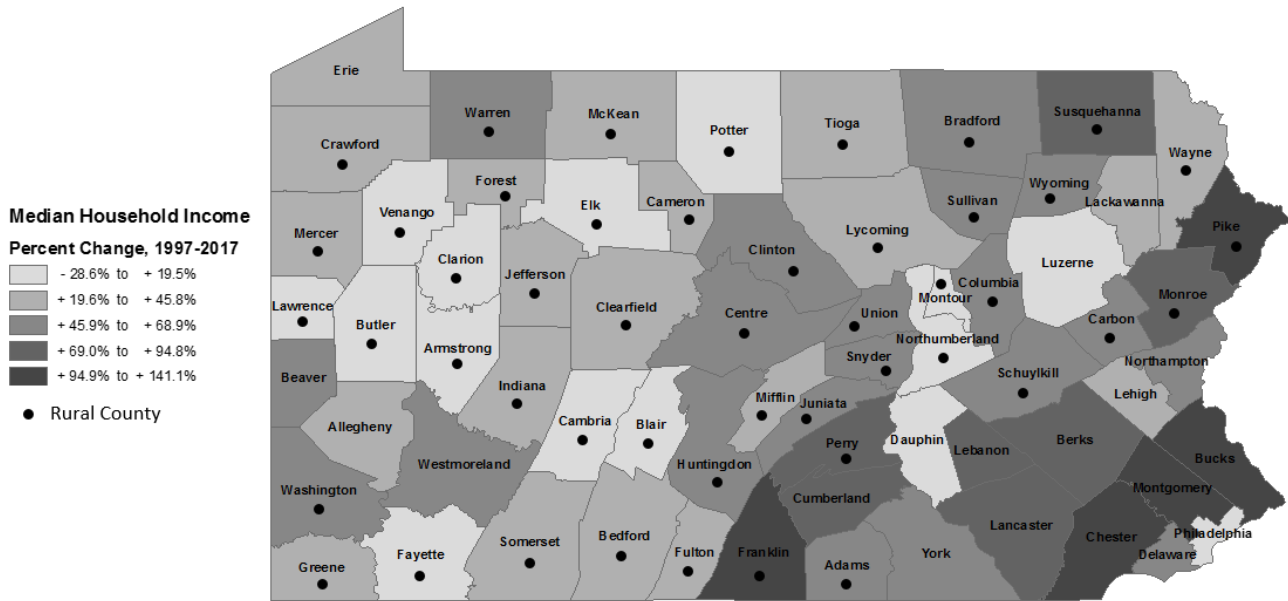 Median Household Income
Percent Change, 1997-2017
- 28.6% to + 19.5%
+ 19.6% to + 45.8%
+ 45.9% to + 68.9%
+ 69.0% to + 94.8%
+ 94.9% to + 141.1%
Rural County
Erie
Warren
McKean
Potter
Tioga
Bradford
Susquehanna
Crawford
Wayne
Forest
Elk
Cameron
Sullivan
Wyoming
Lackawanna
Venango
Mercer
Clarion
Jefferson
Clinton
Lycoming
Pike
Luzerne
Lawrence
Butler
Clearfield
Centre
Union
Montour
Columbia
Monroe
Armstrong
Northumberland
Carbon
Beaver
Indiana
Snyder
Schuylkill
Northampton
Allegheny
Cambria
Blair
Mifflin
Juniata
Lehigh
Westmoreland
Huntingdon
Perry
Dauphin
Lebanon
Berks
Bucks
Washington
Cumberland
Montgomery
Greene
Fayette
Somerset
Bedford
Fulton
Franklin
Adams
York
Lancaster
Chester
Delaware
Philadelphia